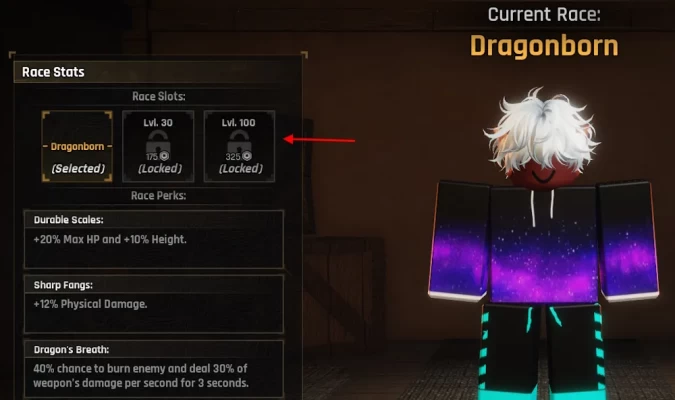 Current Race:
Dragonborn
Race Stats
Race Slots:
- Dragonborn -
(Selected)
Lvl. 30
175
(Locked)
Lvl. 100
325
(Locked)
Race Perks:
Durable Scales:
+20% Max HP and +10% Height.
Sharp Fangs:
+12% Physical Damage.
Dragon's Breath:
40% chance to burn enemy and deal 30% of
weapon's damage per second for 3 seconds.